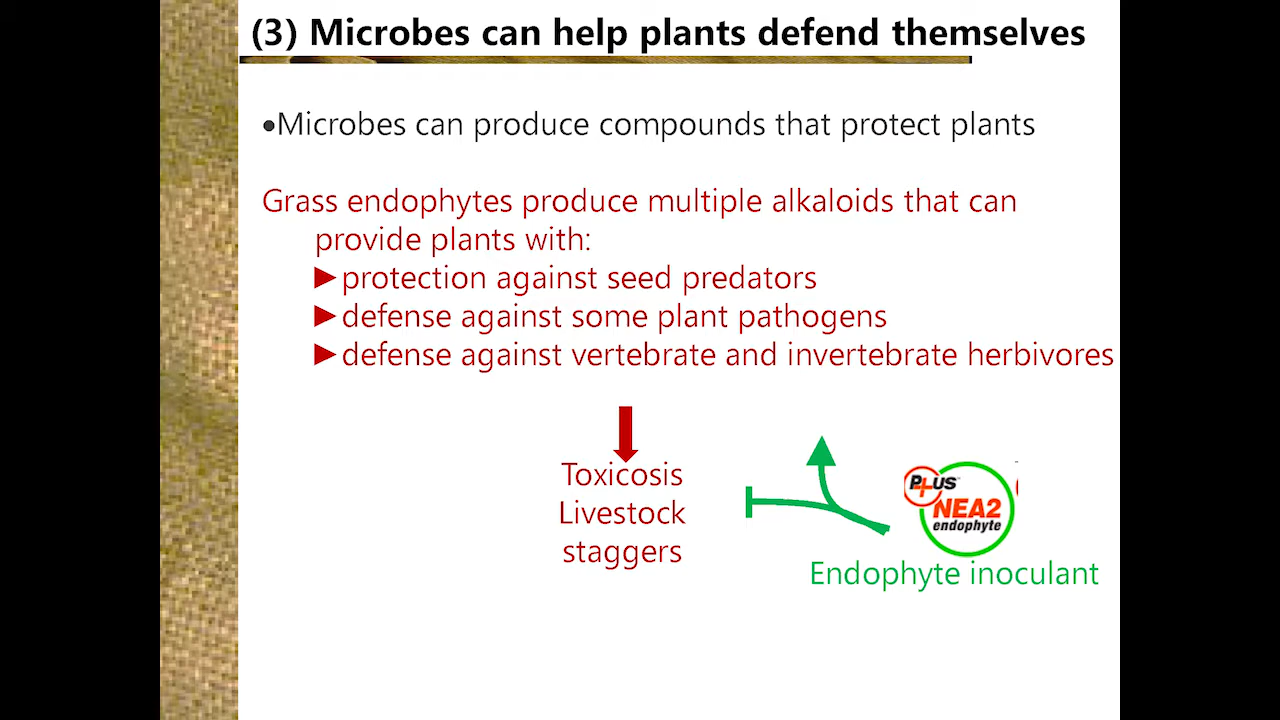 (3) Microbes can help plants defend themselves
•Microbes can produce compounds that protect plants
Grass endophytes produce multiple alkaloids that can
provide plants with:
►protection against seed predators
►defense against some plant pathogens
►defense against vertebrate and invertebrate herbivores
Toxicosis
Livestock
staggers
PLUS™
NEA2
endophyte
Endophyte inoculant